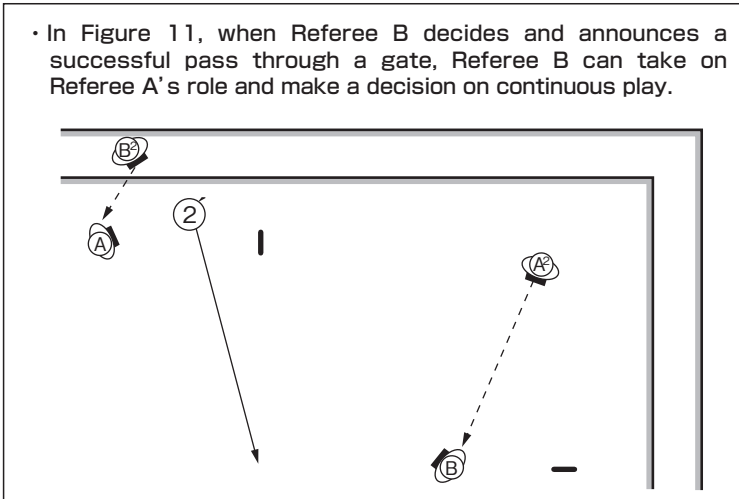 ・In Figure 11, when Referee B decides and announces a
successful pass through a gate, Referee B can take on
Referee A's role and make a decision on continuous play.
B²
A
2´
A²
B